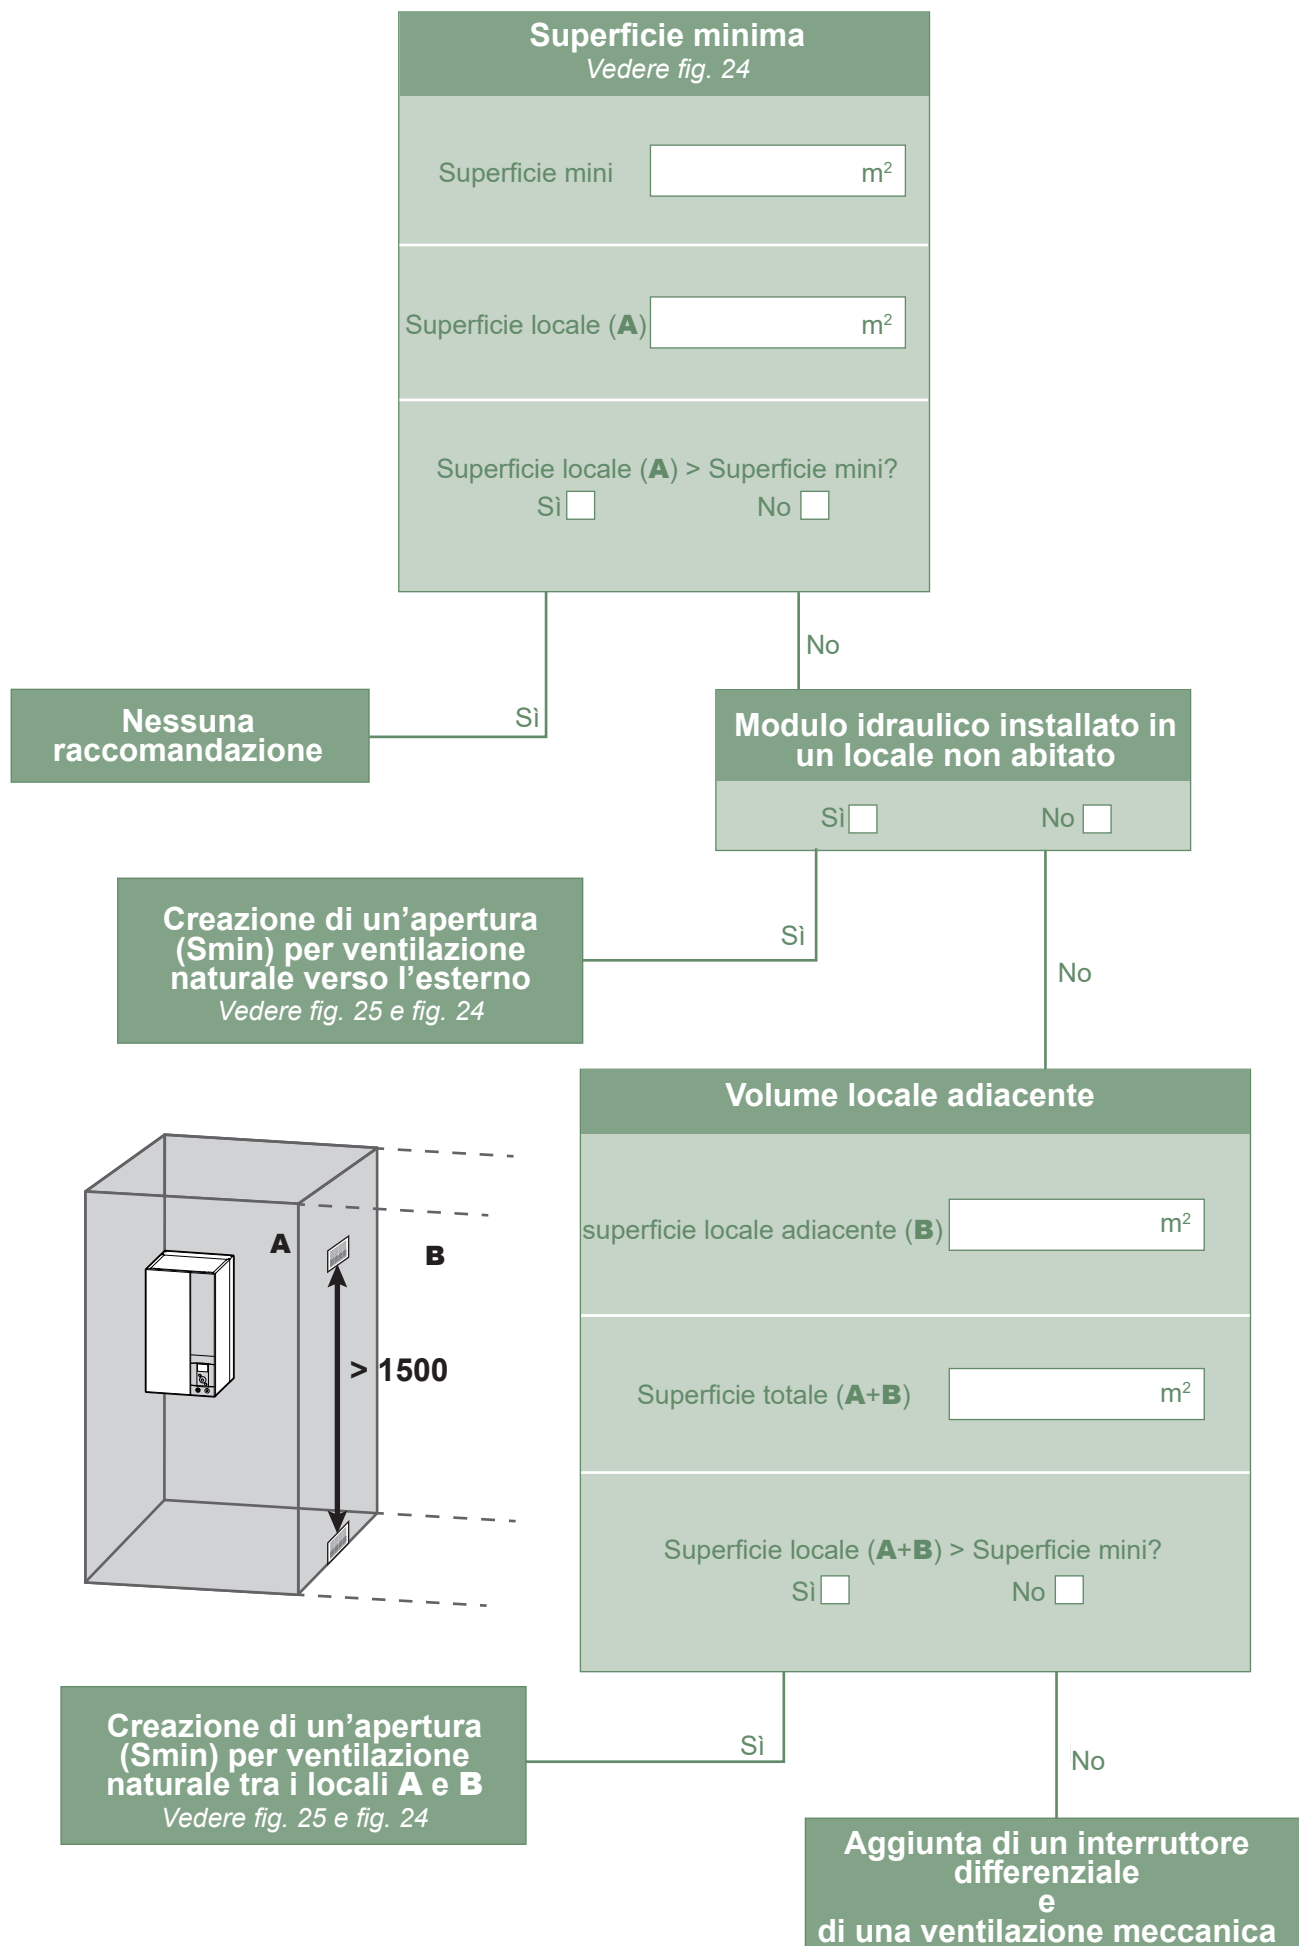 Superficie minima
Vedere fig. 24
Superficie mini
m²
Superficie locale (A)
m²
Superficie locale (A) > Superficie mini?
Sì No
No
Sì
Nessuna
raccomandazione
Modulo idraulico installato in
un locale non abitato
Sì No
Sì
No
Creazione di un’apertura
(Smin) per ventilazione
naturale verso l’esterno
Vedere fig. 25 e fig. 24
A
B
> 1500
Volume locale adiacente
superficie locale adiacente (B)
m²
Superficie totale (A+B)
m²
Superficie locale (A+B) > Superficie mini?
Sì No
Sì
No
Creazione di un’apertura
(Smin) per ventilazione
naturale tra i locali A e B
Vedere fig. 25 e fig. 24
Aggiunta di un interruttore
differenziale
e
di una ventilazione meccanica